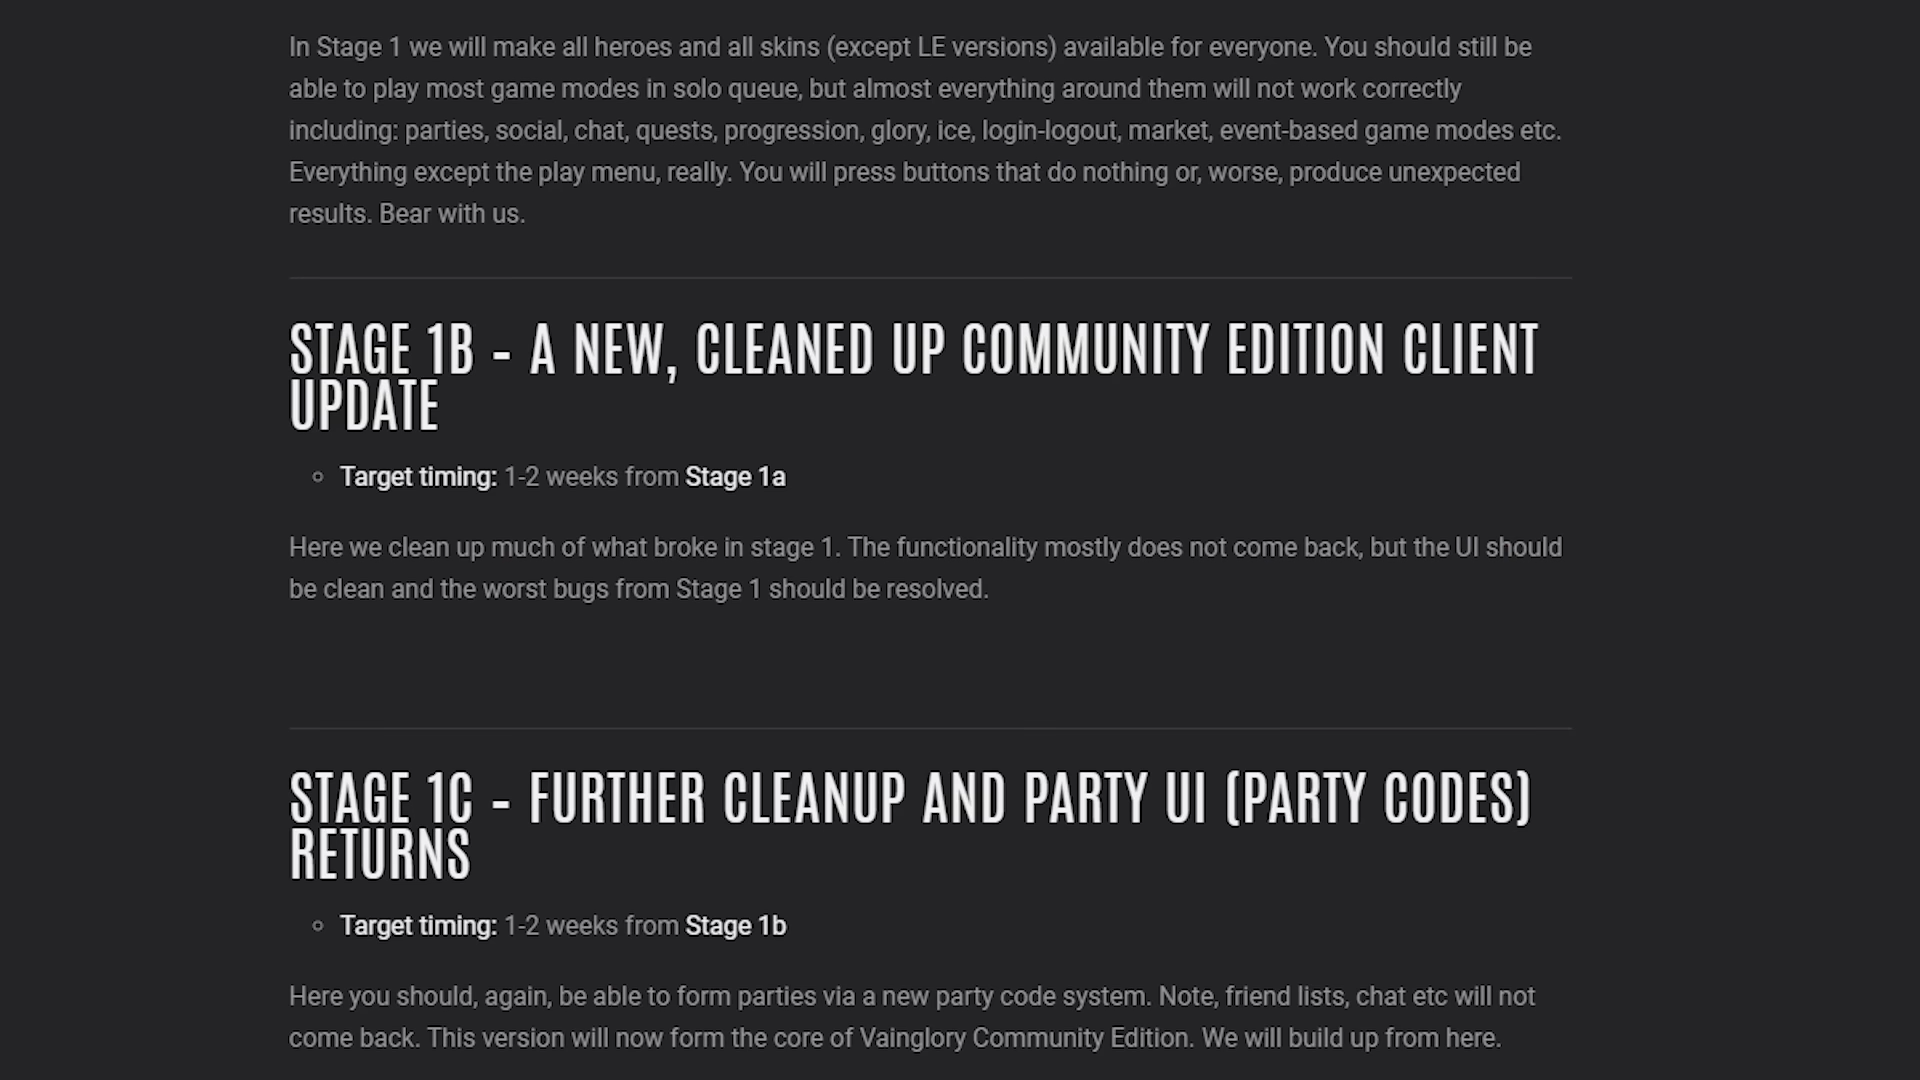 In Stage 1 we will make all heroes and all skins (except LE versions) available for everyone. You should still be
able to play most game modes in solo queue, but almost everything around them will not work correctly
including: parties, social, chat, quests, progression, glory, ice, login-logout, market, event-based game modes etc.
Everything except the play menu, really. You will press buttons that do nothing or, worse, produce unexpected
results. Bear with us.
STAGE 1B – A NEW, CLEANED UP COMMUNITY EDITION CLIENT
UPDATE
Target timing: 1-2 weeks from Stage 1a
Here we clean up much of what broke in stage 1. The functionality mostly does not come back, but the UI should
be clean and the worst bugs from Stage 1 should be resolved.
STAGE 1C – FURTHER CLEANUP AND PARTY UI (PARTY CODES)
RETURNS
Target timing: 1-2 weeks from Stage 1b
Here you should, again, be able to form parties via a new party code system. Note, friend lists, chat etc will not
come back. This version will now form the core of Vainglory Community Edition. We will build up from here.